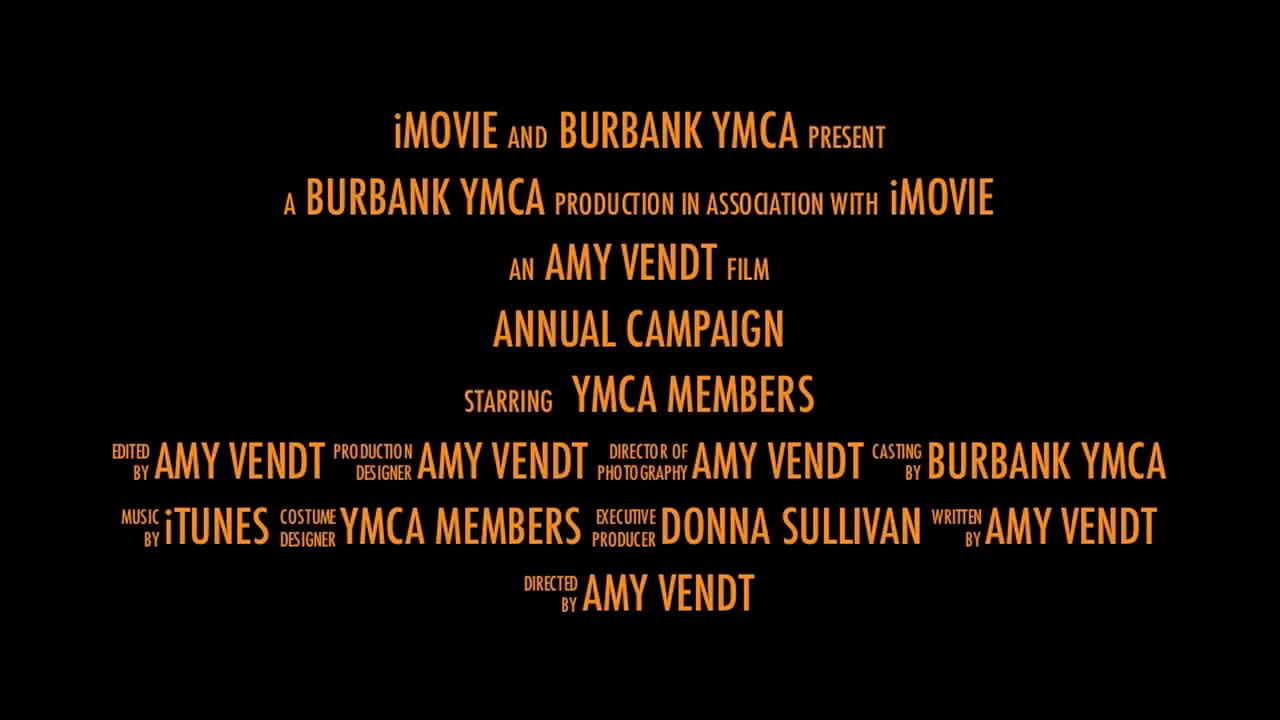 iMOVIE AND BURBANK YMCA PRESENT
A BURBANK YMCA PRODUCTION IN ASSOCIATION WITH iMOVIE
AN AMY VENDT FILM
ANNUAL CAMPAIGN
STARRING YMCA MEMBERS
EDITED BY AMY VENDT PRODUCTION DESIGNER AMY VENDT DIRECTOR OF PHOTOGRAPHY AMY VENDT CASTING BY BURBANK YMCA
MUSIC BY iTUNES COSTUME DESIGNER YMCA MEMBERS EXECUTIVE PRODUCER DONNA SULLIVAN WRITTEN BY AMY VENDT
DIRECTED BY AMY VENDT